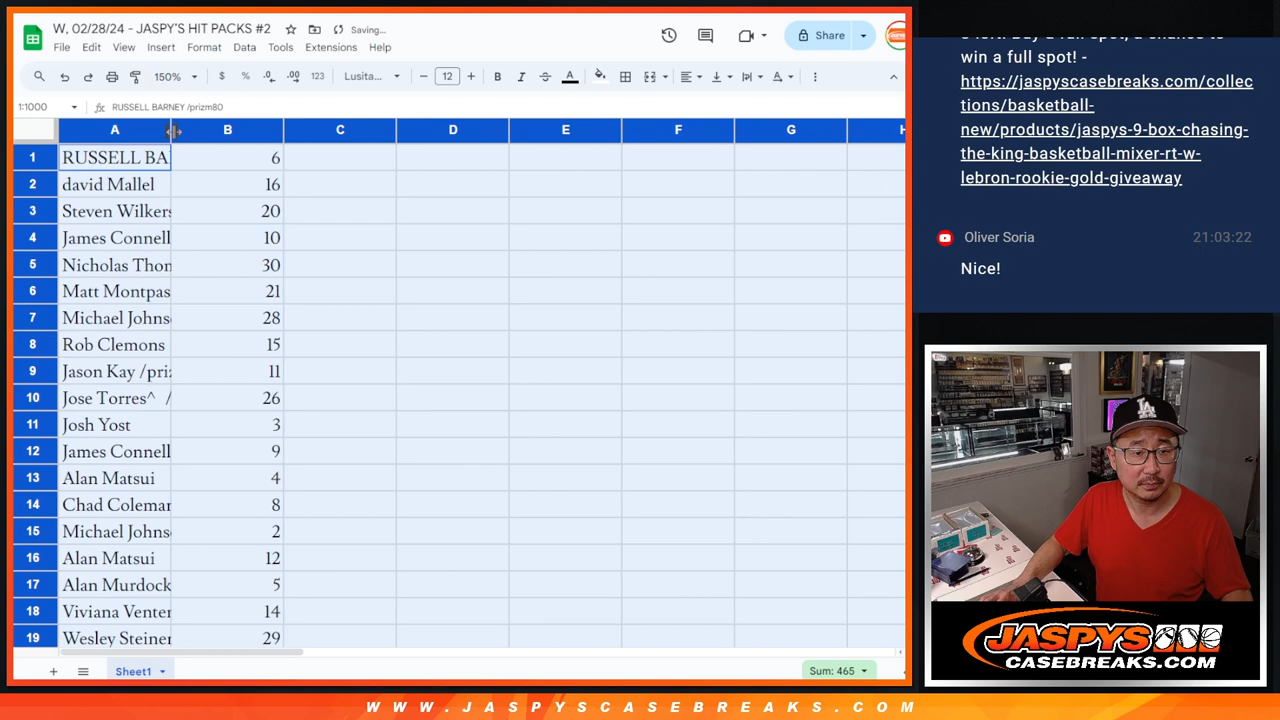 W, 02/28/24 - JASPY'S HIT PACKS #2
Saving...
File Edit View Insert Format Data Tools Extensions Help
Share
150% $ % .0 .00 123 Lusita... 12 B I A
1:1000 fx RUSSELL BARNEY /prizm80
A B C D E F G H
1 RUSSELL BA 6
2 david Mallel 16
3 Steven Wilkers 20
4 James Connell 10
5 Nicholas Thon 30
6 Matt Montpas 21
7 Michael Johns 28
8 Rob Clemons 15
9 Jason Kay /pri 11
10 Jose Torres^ / 26
11 Josh Yost 3
12 James Connell 9
13 Alan Matsui 4
14 Chad Coleman 8
15 Michael Johns 2
16 Alan Matsui 12
17 Alan Murdock 5
18 Viviana Venter 14
19 Wesley Steiner 29
Sheet1
Sum: 465
win a full spot! -
https://jaspyscasebreaks.com/collec
tions/basketball-
new/products/jaspys-9-box-chasing-
the-king-basketball-mixer-rt-w-
lebron-rookie-gold-giveaway
Oliver Soria 21:03:22
Nice!
LA
JASPYS
CASEBREAKS.COM
WWW.JASPYSCASEBREAKS.COM